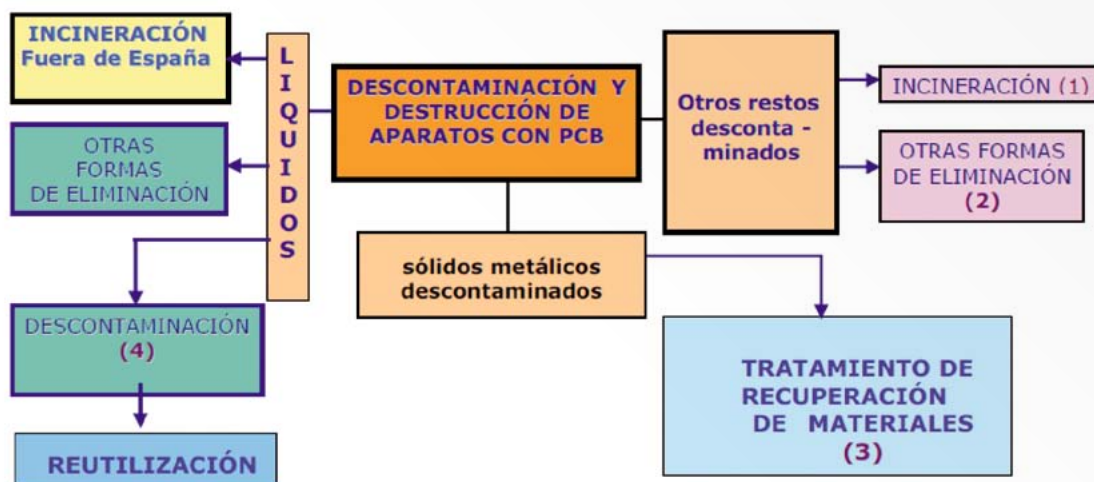 INCINERACIÓN
Fuera de España
OTRAS
FORMAS
DE ELIMINACIÓN
DESCONTAMINACIÓN
(4)
REUTILIZACIÓN
L
I
Q
U
I
D
O
S
DESCONTAMINACIÓN Y
DESTRUCCIÓN DE
APARATOS CON PCB
sólidos metálicos
descontaminados
Otros restos
desconta -
minados
INCINERACIÓN (1)
OTRAS FORMAS
DE ELIMINACIÓN
(2)
TRATAMIENTO DE
RECUPERACIÓN
DE MATERIALES
(3)